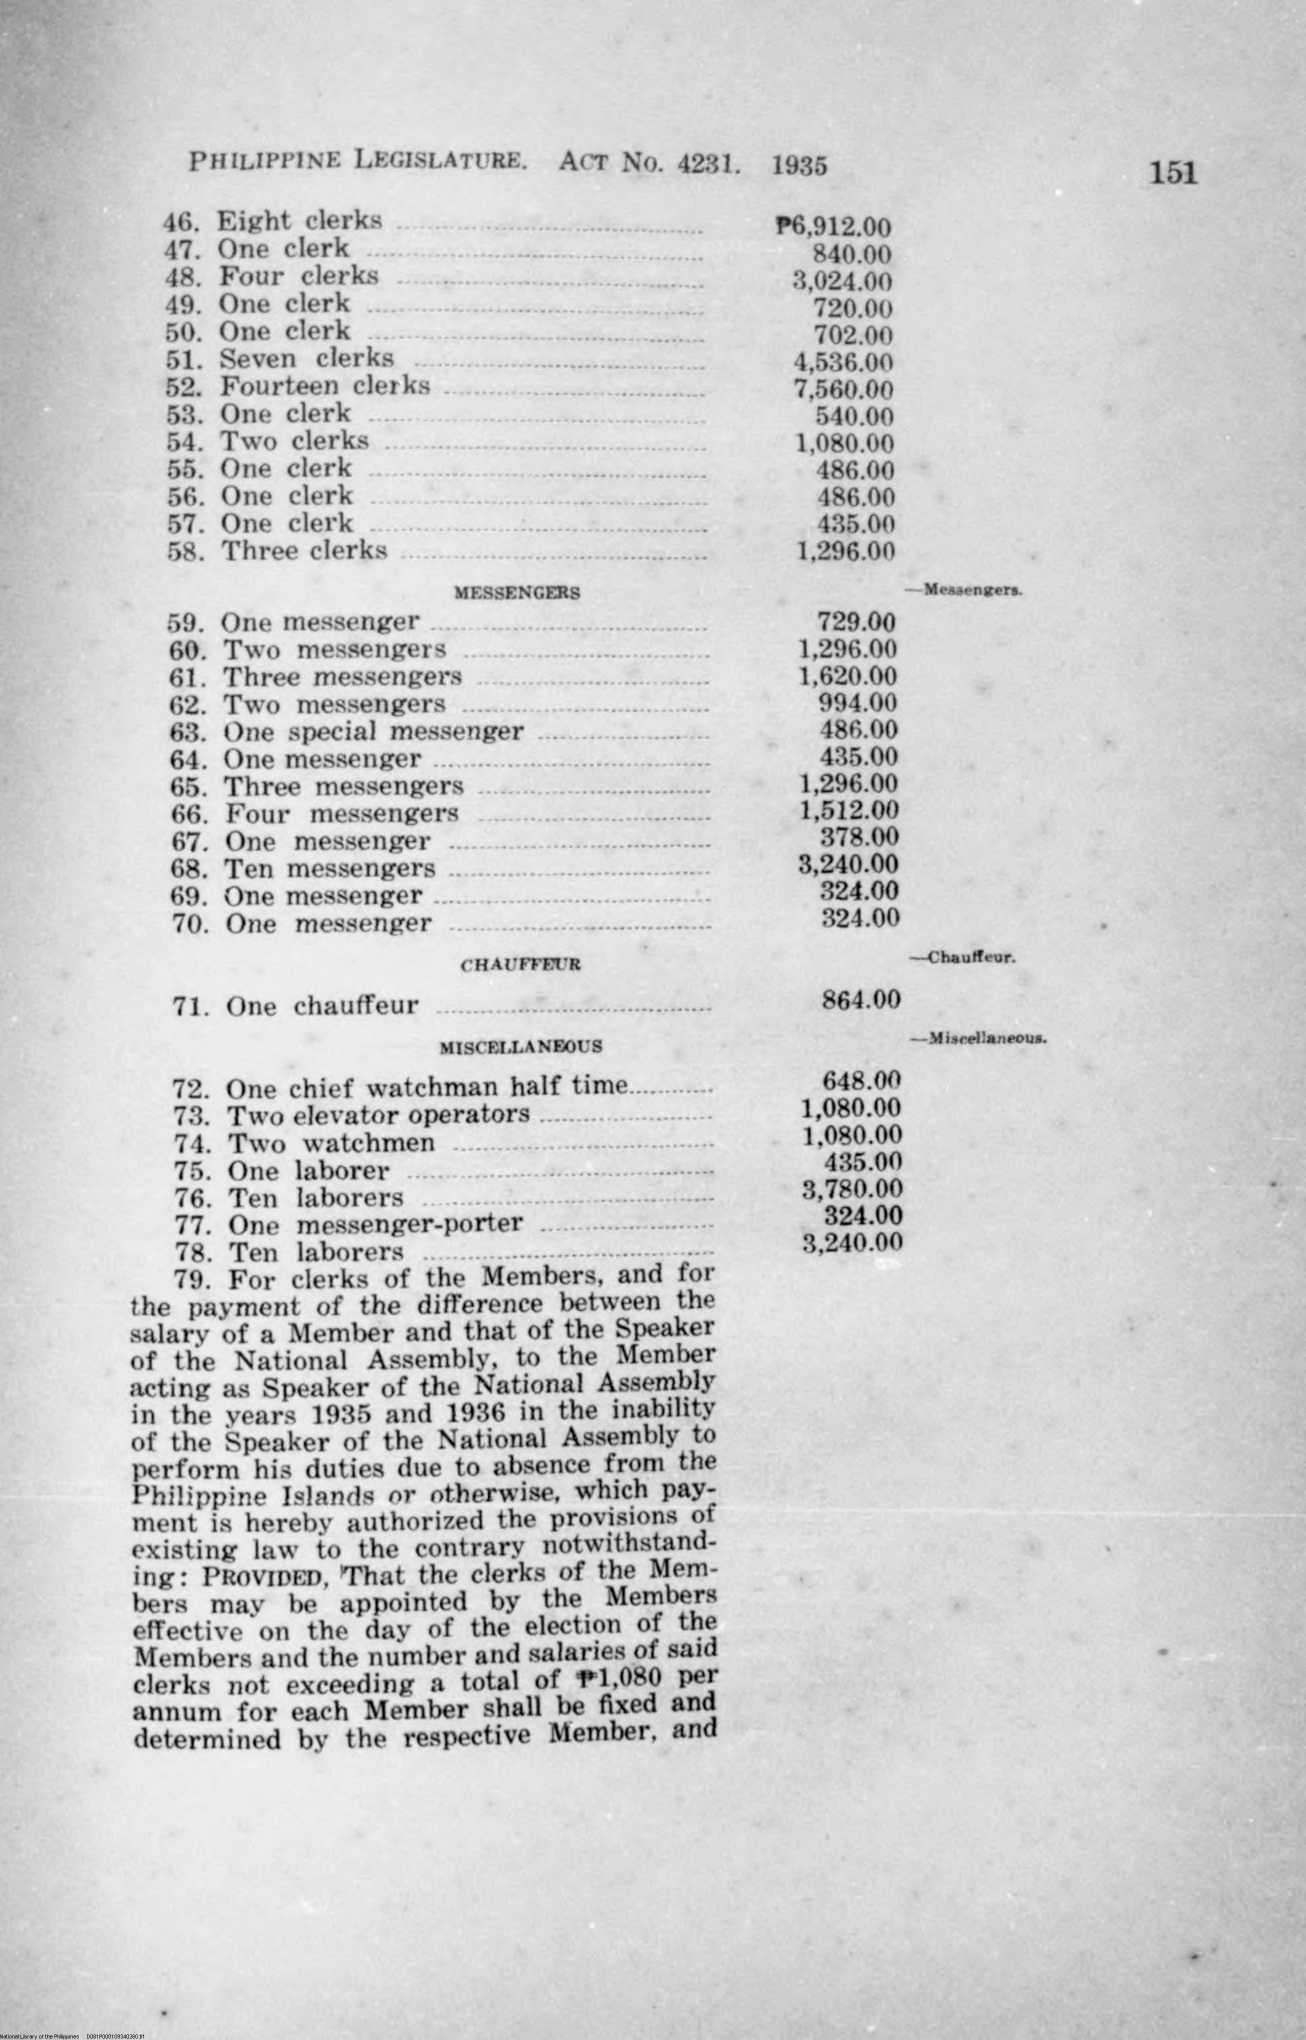 PHILIPPINE LEGISLATURE. ACT NO. 4231. 1935 151
46. Eight clerks ₱6,912.00
47. One clerk 840.00
48. Four clerks 3,024.00
49. One clerk 720.00
50. One clerk 702.00
51. Seven clerks 4,536.00
52. Fourteen clerks 7,560.00
53. One clerk 540.00
54. Two clerks 1,080.00
55. One clerk 486.00
56. One clerk 486.00
57. One clerk 435.00
58. Three clerks 1,296.00
MESSENGERS —Messengers.
59. One messenger 729.00
60. Two messengers 1,296.00
61. Three messengers 1,620.00
62. Two messengers 994.00
63. One special messenger 486.00
64. One messenger 435.00
65. Three messengers 1,296.00
66. Four messengers 1,512.00
67. One messenger 378.00
68. Ten messengers 3,240.00
69. One messenger 324.00
70. One messenger 324.00
CHAUFFEUR —Chauffeur.
71. One chauffeur 864.00
MISCELLANEOUS —Miscellaneous.
72. One chief watchman half time 648.00
73. Two elevator operators 1,080.00
74. Two watchmen 1,080.00
75. One laborer 435.00
76. Ten laborers 3,780.00
77. One messenger-porter 324.00
78. Ten laborers 3,240.00
79. For clerks of the Members, and for
the payment of the difference between the
salary of a Member and that of the Speaker
of the National Assembly, to the Member
acting as Speaker of the National Assembly
in the years 1935 and 1936 in the inability
of the Speaker of the National Assembly to
perform his duties due to absence from the
Philippine Islands or otherwise, which pay-
ment is hereby authorized the provisions of
existing law to the contrary notwithstand-
ing: PROVIDED, That the clerks of the Mem-
bers may be appointed by the Members
effective on the day of the election of the
Members and the number and salaries of said
clerks not exceeding a total of ₱1,080 per
annum for each Member shall be fixed and
determined by the respective Member, and
National Library of the Philippines